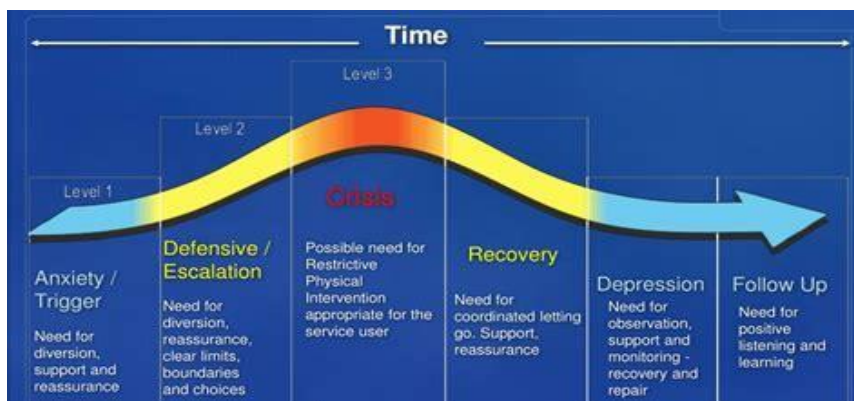 Time
Level 3
Level 2
Level 1
Crisis
Anxiety /
Trigger
Need for
diversion,
support and
reassurance
Defensive /
Escalation
Need for
diversion,
reassurance,
clear limits,
boundaries
and choices
Possible need for
Restrictive
Physical
Intervention
appropriate for the
service user
Recovery
Need for
coordinated letting
go. Support,
reassurance
Depression
Need for
observation,
support and
monitoring -
recovery and
repair
Follow Up
Need for
positive
listening and
learning